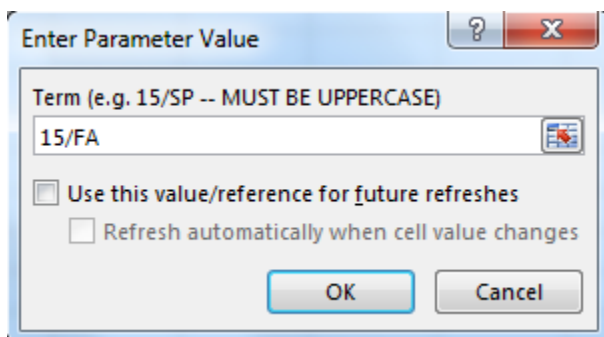 Enter Parameter Value
?
Term (e.g. 15/SP -- MUST BE UPPERCASE)
15/FA
Use this value/reference for future refreshes
Refresh automatically when cell value changes
OK Cancel